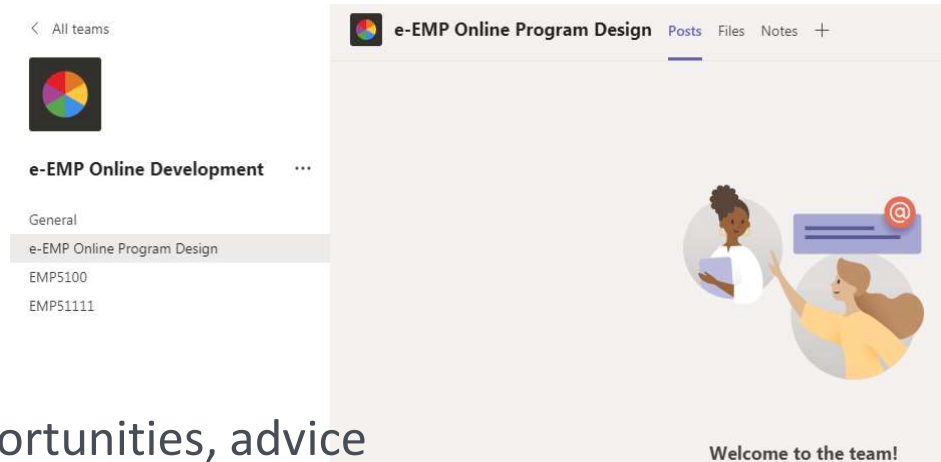 All teams
e-EMP Online Development ...
General
e-EMP Online Program Design
EMP5100
EMP51111
e-EMP Online Program Design Posts Files Notes +
@
Welcome to the team!
ortunities, advice